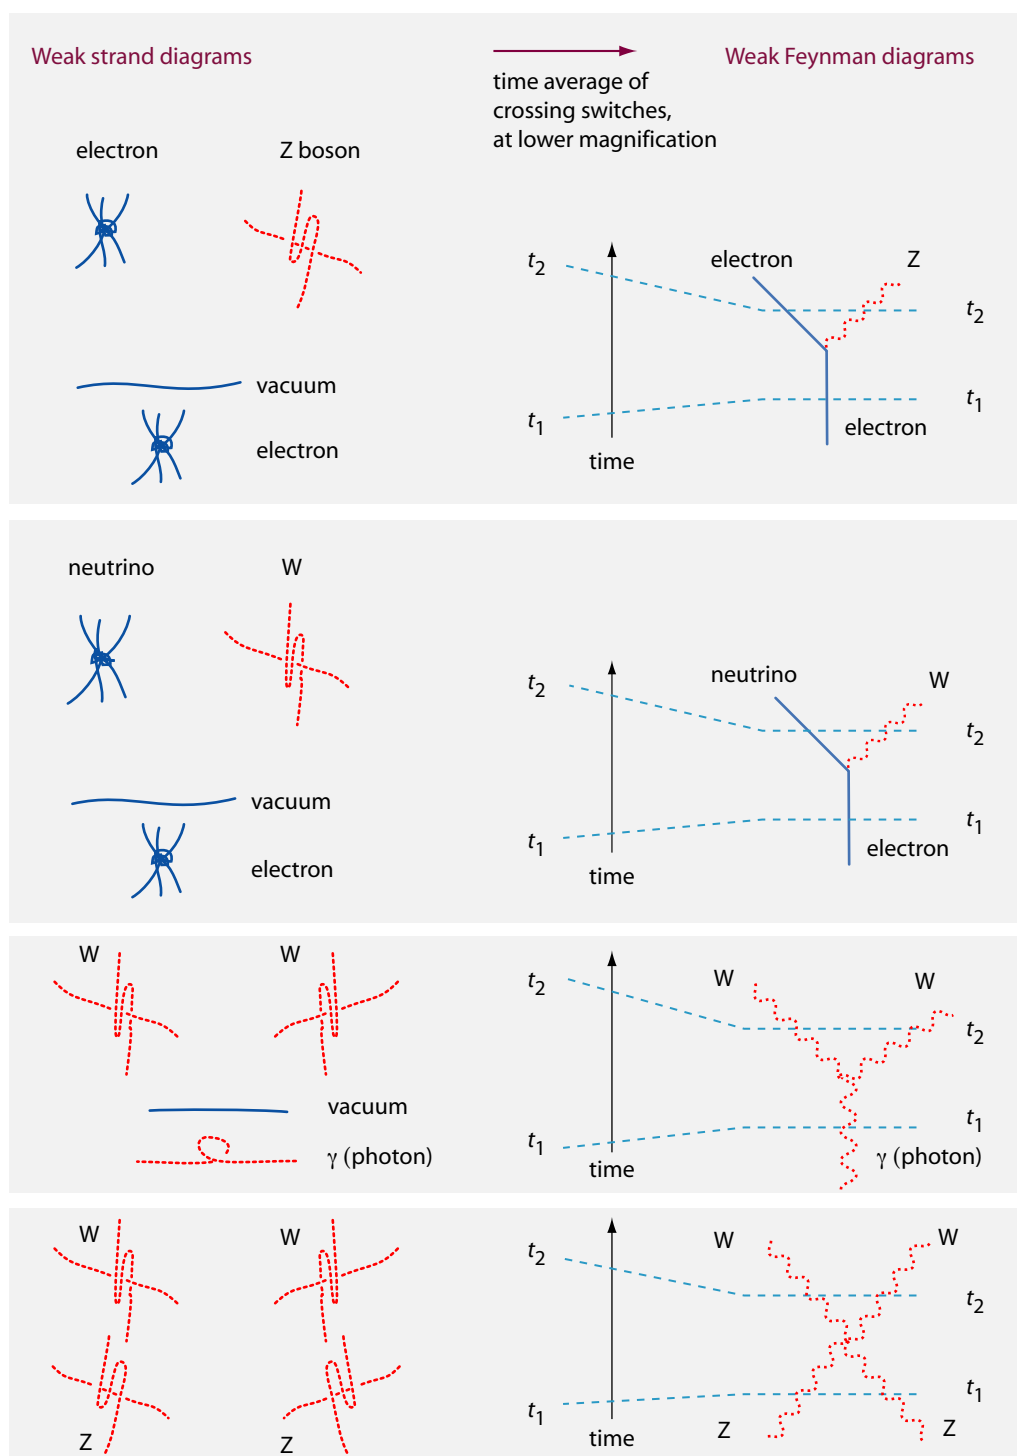 Weak strand diagrams
time average of
crossing switches,
at lower magnification
Weak Feynman diagrams
electron
Z boson
vacuum
electron
t2
t1
time
electron
Z
t2
t1
electron
neutrino
W
vacuum
electron
t2
t1
time
neutrino
W
t2
t1
electron
W
W
vacuum
γ (photon)
t2
t1
time
W
W
t2
t1
γ (photon)
W
W
Z
Z
t2
t1
time
W
W
t2
t1
Z
Z